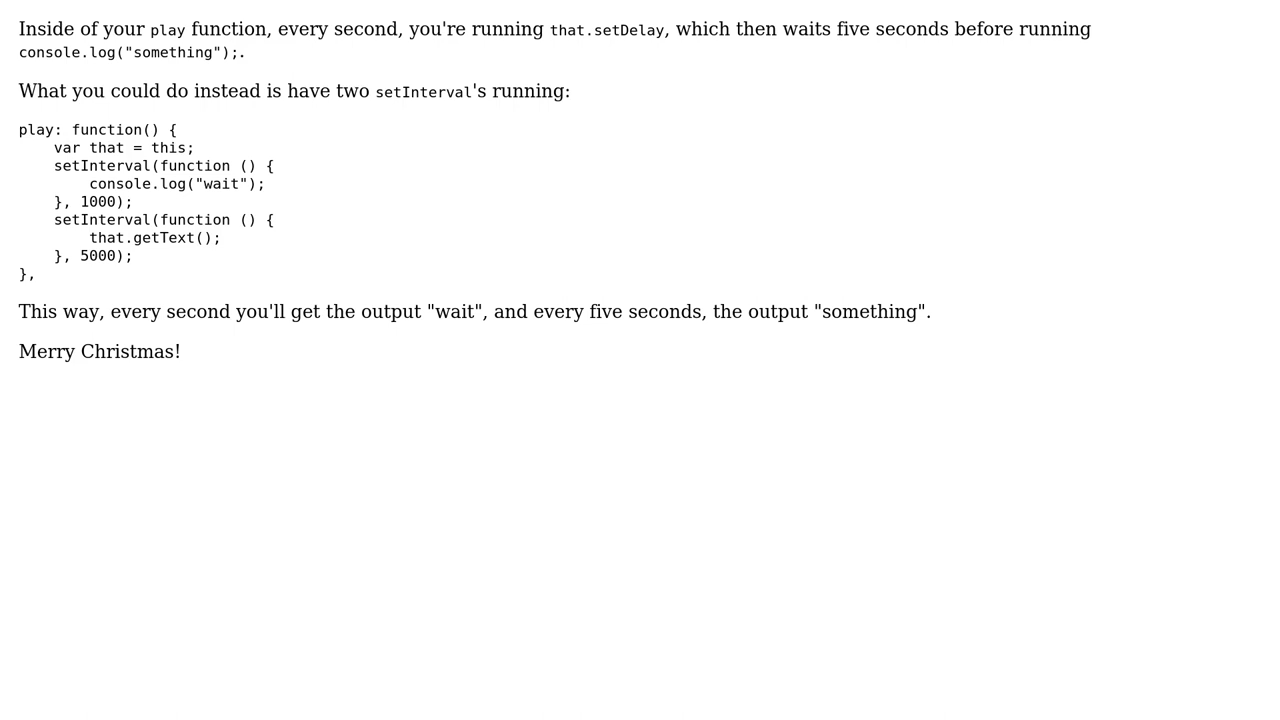 Inside of your play function, every second, you're running that.setDelay, which then waits five seconds before running
console.log("something");.
What you could do instead is have two setInterval's running:
play: function() {
    var that = this;
    setInterval(function () {
        console.log("wait");
    }, 1000);
    setInterval(function () {
        that.getText();
    }, 5000);
},
This way, every second you'll get the output "wait", and every five seconds, the output "something".
Merry Christmas!